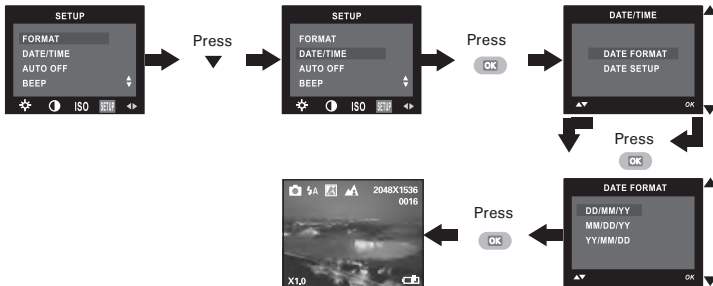 SETUP
FORMAT
DATE/TIME
AUTO OFF
BEEP
ISO SETUP
Press
SETUP
FORMAT
DATE/TIME
AUTO OFF
BEEP
ISO SETUP
Press
OK
DATE/TIME
DATE FORMAT
DATE SETUP
OK
Press
OK
DATE FORMAT
DD/MM/YY
MM/DD/YY
YY/MM/DD
OK
Press
OK
A 2048X1536
0016
X1.0